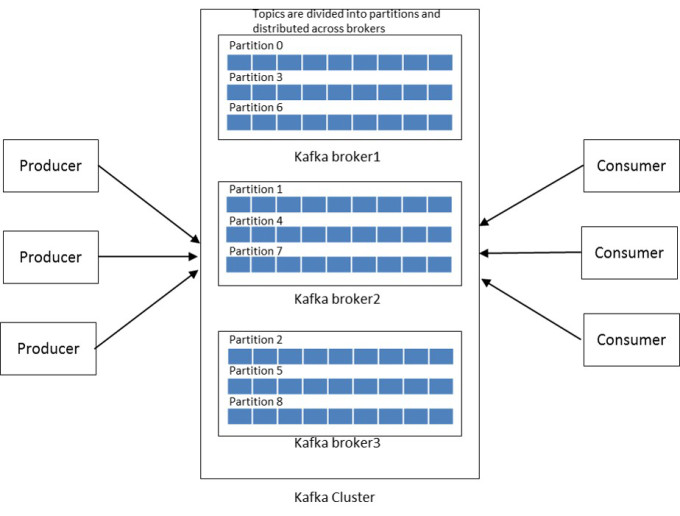 Topics are divided into partitions and
distributed across brokers
Partition 0
Partition 3
Partition 6
Kafka broker1
Producer
Producer
Producer
Partition 1
Partition 4
Partition 7
Kafka broker2
Consumer
Consumer
Consumer
Partition 2
Partition 5
Partition 8
Kafka broker3
Kafka Cluster